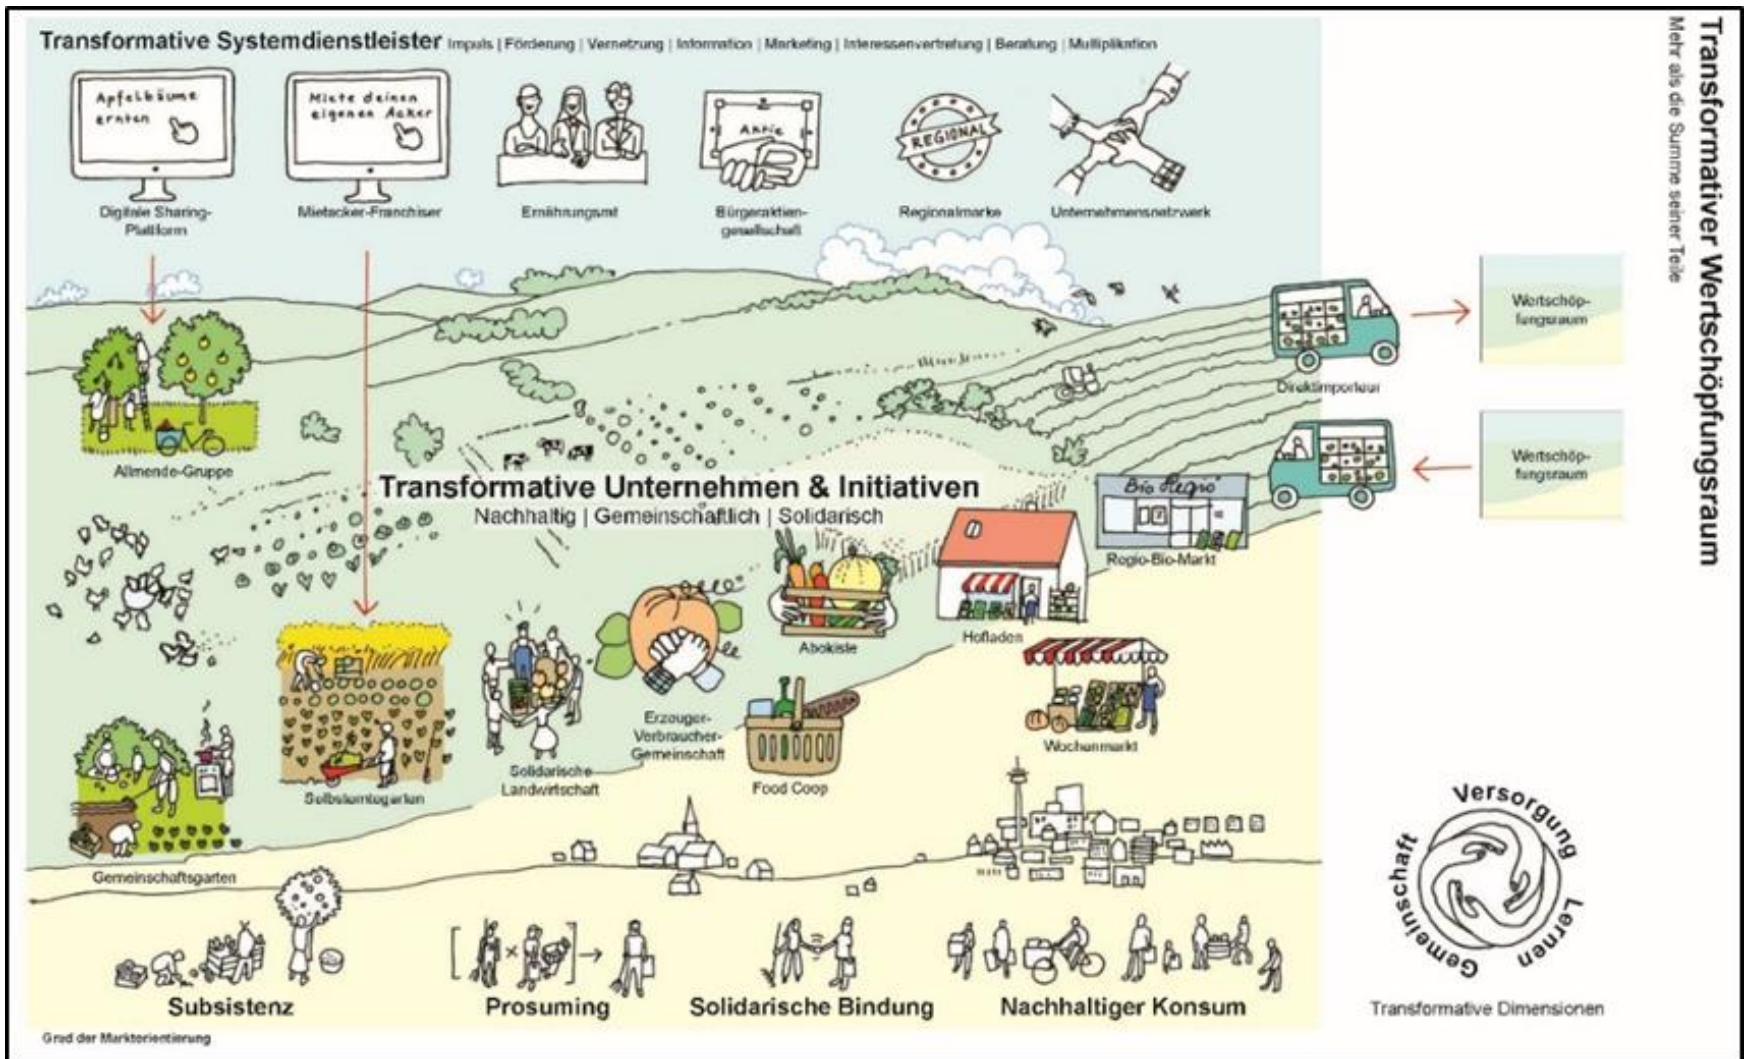 Transformative Systemdienstleister Impuls | Förderung | Vernetzung | Information | Marketing | Interessenvertretung | Beratung | Multiplikation
Apfelbäume
ernten
Miete deinen
eigenen Acker
Aktie
REGIONAL
Digitale Sharing-
Plattform
Mietacker-Franchiser
Ernährungsrat
Bürgeraktien-
gesellschaft
Regionalmarke
Unternehmensnetzwerk
Transformativer Wertschöpfungsraum
Mehr als die Summe seiner Teile
Wertschöp-
fungsraum
Direktimporteur
Allmende-Gruppe
Wertschöp-
fungsraum
Transformative Unternehmen & Initiativen
Nachhaltig | Gemeinschaftlich | Solidarisch
Bio Regio
Regio-Bio-Markt
Hofladen
Abokiste
Erzeuger-
Verbraucher-
Gemeinschaft
Wochenmarkt
Solidarische
Landwirtschaft
Food Coop
Selbsterntegarten
Gemeinschaftsgarten
Versorgung
Lernen
Gemeinschaft
Transformative Dimensionen
Subsistenz
Prosuming
Solidarische Bindung
Nachhaltiger Konsum
Grad der Marktorientierung